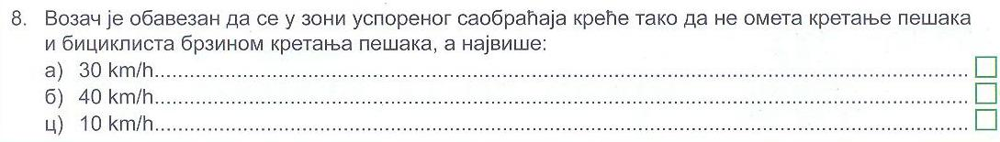 8. Возач је обавезан да се у зони успореног саобраћаја креће тако да не омета кретање пешака
и бициклиста брзином кретања пешака, а највише:
а) 30 km/h..............................................................................................................................
б) 40 km/h..............................................................................................................................
ц) 10 km/h..............................................................................................................................